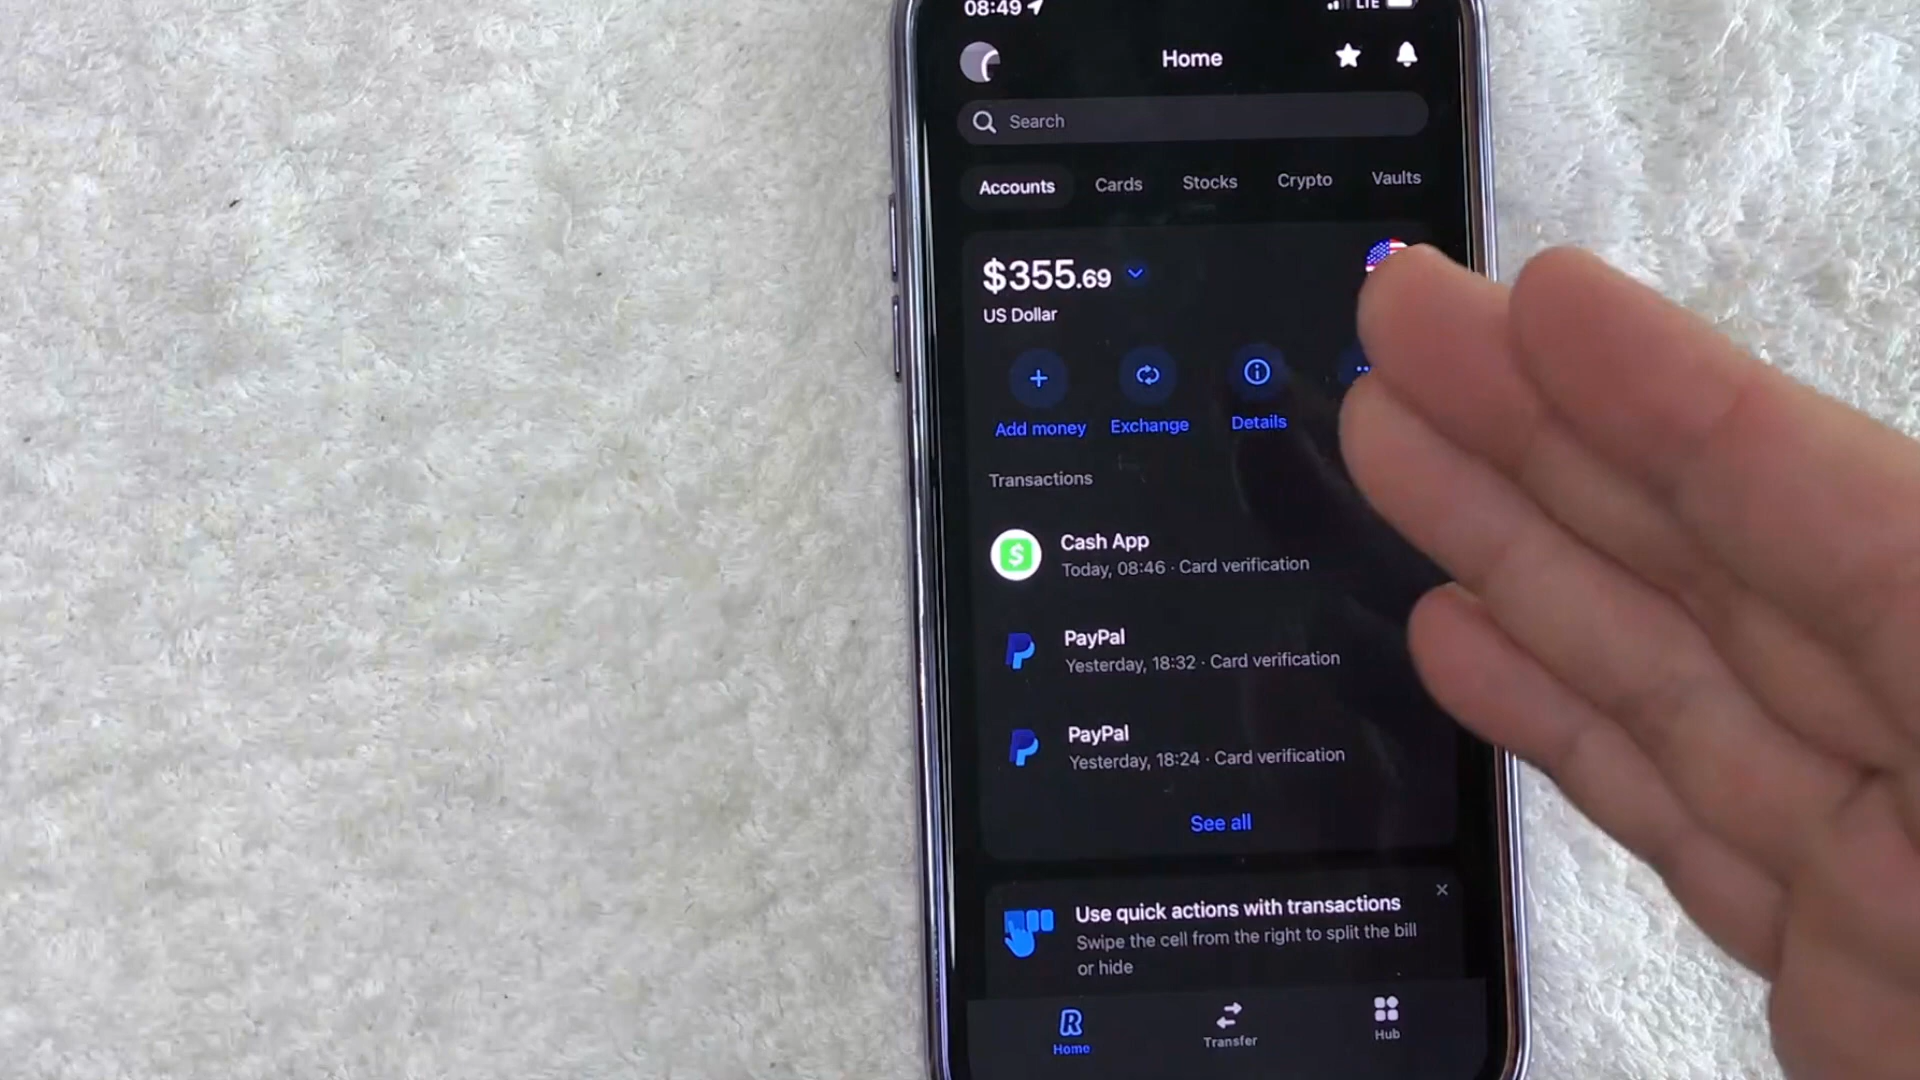 08:49
LTE
Home
Search
Accounts Cards Stocks Crypto Vaults
$355.69
US Dollar
Add money Exchange Details
Transactions
$
Cash App
Today, 08:46 · Card verification
PayPal
Yesterday, 18:32 · Card verification
PayPal
Yesterday, 18:24 · Card verification
See all
Use quick actions with transactions
Swipe the cell from the right to split the bill
or hide
R
Home Transfer Hub